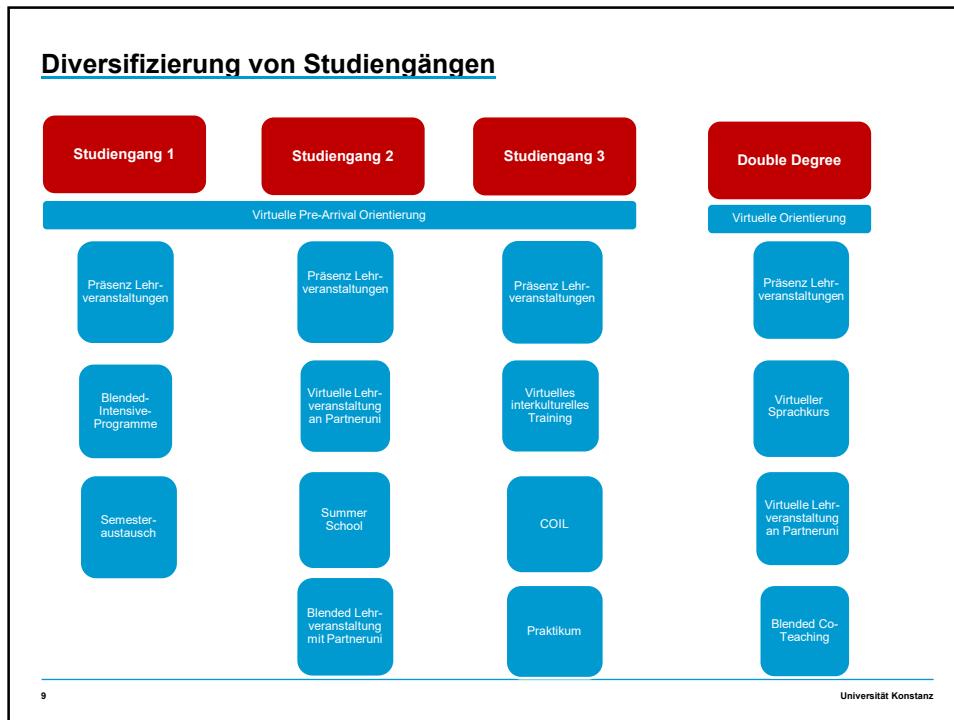 Diversifizierung von Studiengängen
Studiengang 1
Studiengang 2
Studiengang 3
Double Degree
Virtuelle Pre-Arrival Orientierung
Virtuelle Orientierung
Präsenz Lehr-
veranstaltungen
Präsenz Lehr-
veranstaltungen
Präsenz Lehr-
veranstaltungen
Präsenz Lehr-
veranstaltungen
Blended-
Intensive-
Programme
Virtuelle Lehr-
veranstaltung
an Partneruni
Virtuelles
interkulturelles
Training
Virtueller
Sprachkurs
Semester-
austausch
Summer
School
COIL
Virtuelle Lehr-
veranstaltung
an Partneruni
Blended Lehr-
veranstaltung
mit Partneruni
Praktikum
Blended Co-
Teaching
9
Universität Konstanz